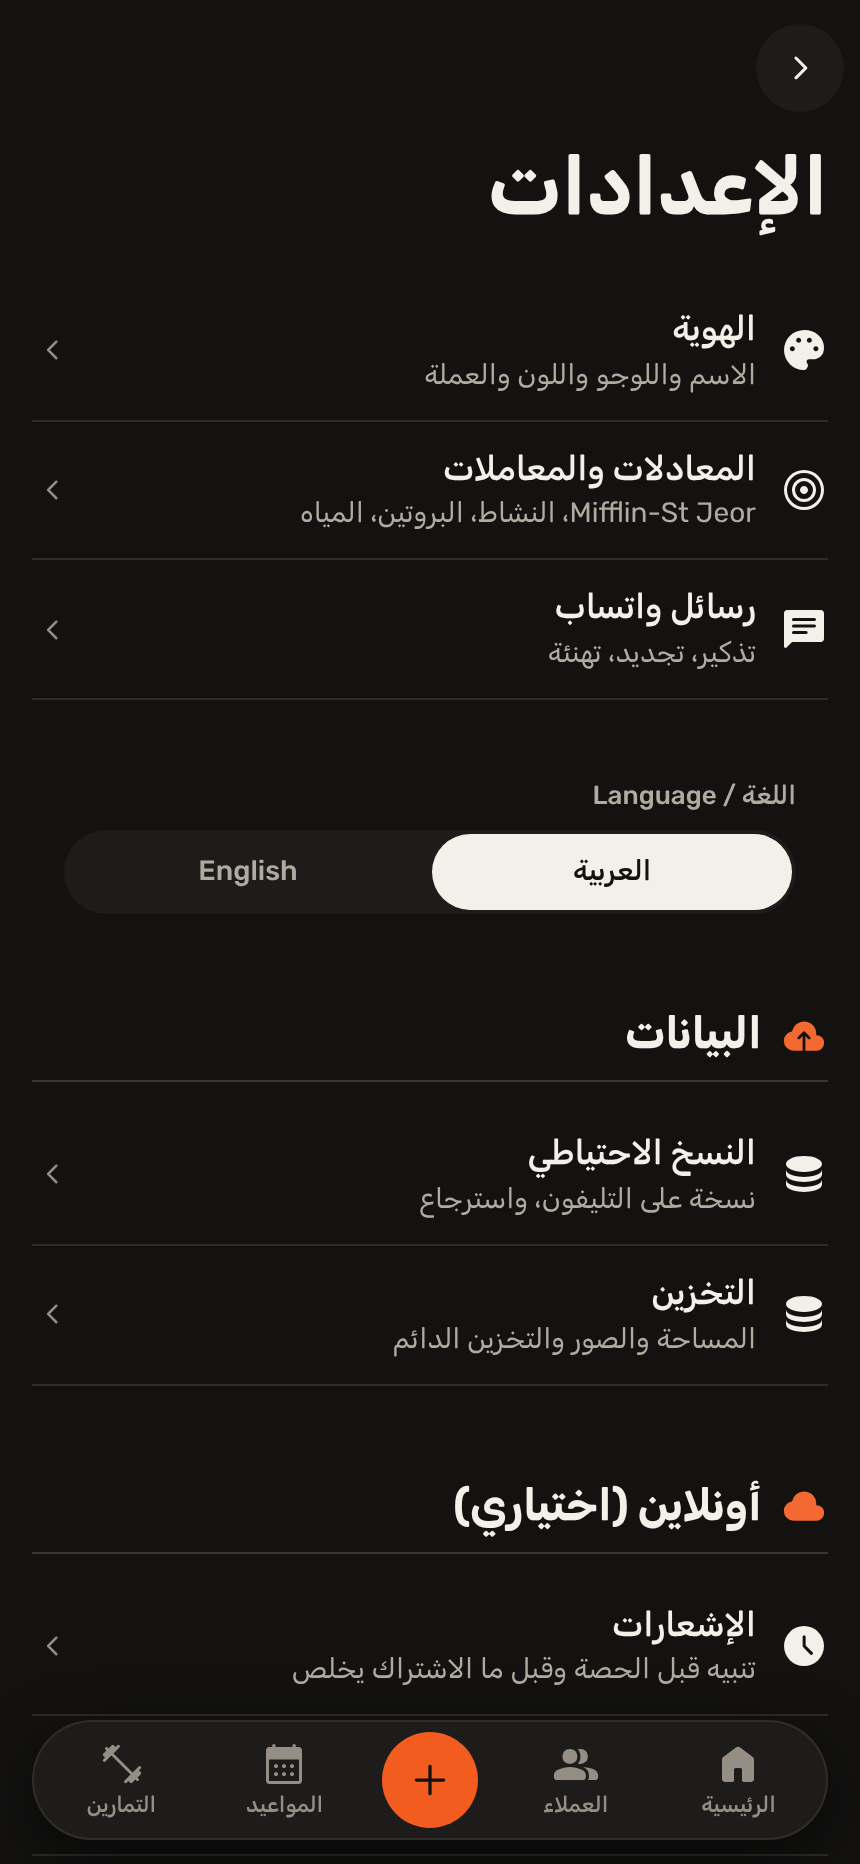 الإعدادات
الهوية
الاسم واللوجو واللون والعملة
المعادلات والمعاملات
Mifflin-St Jeor، النشاط، البروتين، المياه
رسائل واتساب
تذكير، تجديد، تهنئة
اللغة / Language
العربية
English
البيانات
النسخ الاحتياطي
نسخة على التليفون، واسترجاع
التخزين
المساحة والصور والتخزين الدائم
أونلاين (اختياري)
الإشعارات
تنبيه قبل الحصة وقبل ما الاشتراك يخلص
الرئيسية
العملاء
المواعيد
التمارين